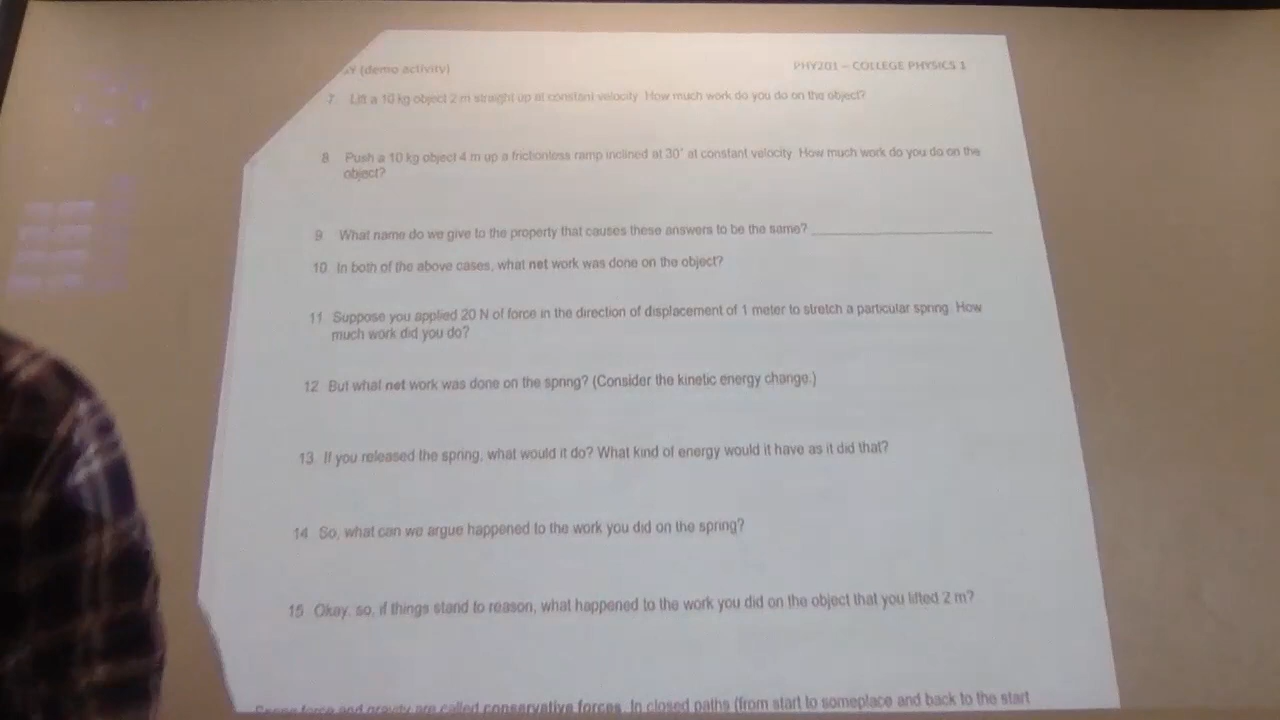 (demo activity)
PHY201 – COLLEGE PHYSICS 1
7. Lift a 10 kg object 2 m straight up at constant velocity. How much work do you do on the object?
8. Push a 10 kg object 4 m up a frictionless ramp inclined at 30° at constant velocity. How much work do you do on the
object?
9. What name do we give to the property that causes these answers to be the same? ____________________
10. In both of the above cases, what net work was done on the object?
11. Suppose you applied 20 N of force in the direction of displacement of 1 meter to stretch a particular spring. How
much work did you do?
12. But what net work was done on the spring? (Consider the kinetic energy change.)
13. If you released the spring, what would it do? What kind of energy would it have as it did that?
14. So, what can we argue happened to the work you did on the spring?
15. Okay, so, if things stand to reason, what happened to the work you did on the object that you lifted 2 m?
force and gravity are called conservative forces. In closed paths (from start to someplace and back to the start